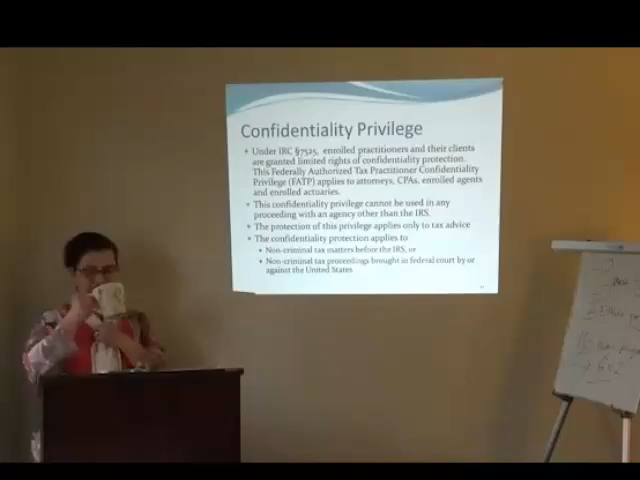 Confidentiality Privilege
• Under IRC §7525, enrolled practitioners and their clients
are granted limited rights of confidentiality protection.
This Federally Authorized Tax Practitioner Confidentiality
Privilege (FATP) applies to attorneys, CPAs, enrolled agents
and enrolled actuaries.
• This confidentiality privilege cannot be used in any
proceeding with an agency other than the IRS.
• The protection of this privilege applies only to tax advice
• The confidentiality protection applies to
• Non-criminal tax matters before the IRS, or
• Non-criminal tax proceedings brought in federal court by or
against the United States